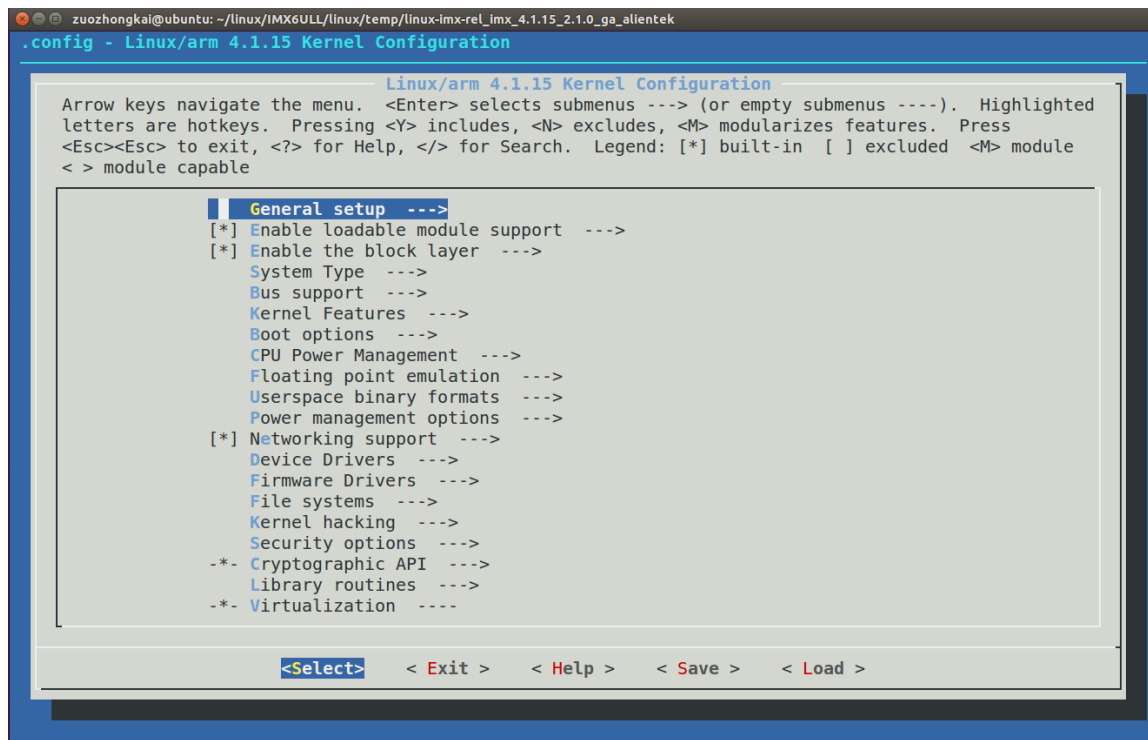 zuozhongkai@ubuntu: ~/linux/IMX6ULL/linux/temp/linux-imx-rel_imx_4.1.15_2.1.0_ga_alientek
.config - Linux/arm 4.1.15 Kernel Configuration
Linux/arm 4.1.15 Kernel Configuration
Arrow keys navigate the menu.  <Enter> selects submenus ---> (or empty submenus ----).  Highlighted
letters are hotkeys.  Pressing <Y> includes, <N> excludes, <M> modularizes features.  Press
<Esc><Esc> to exit, <?> for Help, </> for Search.  Legend: [*] built-in  [ ] excluded  <M> module
< > module capable
General setup  --->
[*] Enable loadable module support  --->
[*] Enable the block layer  --->
System Type  --->
Bus support  --->
Kernel Features  --->
Boot options  --->
CPU Power Management  --->
Floating point emulation  --->
Userspace binary formats  --->
Power management options  --->
[*] Networking support  --->
Device Drivers  --->
Firmware Drivers  --->
File systems  --->
Kernel hacking  --->
Security options  --->
-*- Cryptographic API  --->
Library routines  --->
-*- Virtualization  ----
<Select>    < Exit >    < Help >    < Save >    < Load >